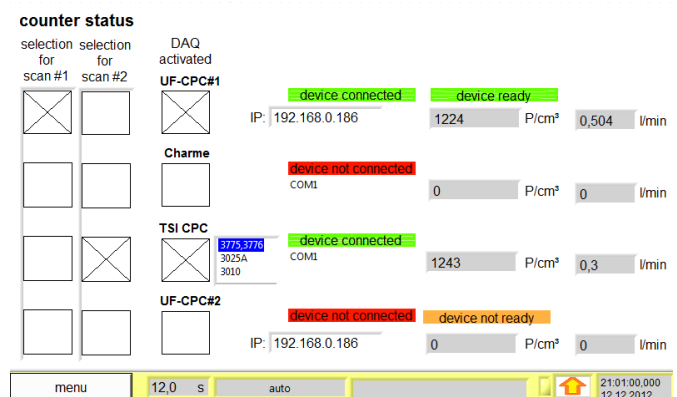 counter status
selection selection DAQ
for for activated
scan #1 scan #2
UF-CPC#1
device connected device ready
IP: 192.168.0.186 1224 P/cm³ 0,504 l/min
Charme
device not connected
COM1
0 P/cm³ 0 l/min
TSI CPC
3775,3776 device connected
3025A COM1
3010
1243 P/cm³ 0,3 l/min
UF-CPC#2
device not connected device not ready
IP: 192.168.0.186 0 P/cm³ 0 l/min
menu 12,0 s auto 21:01:00,000
12.12.2012